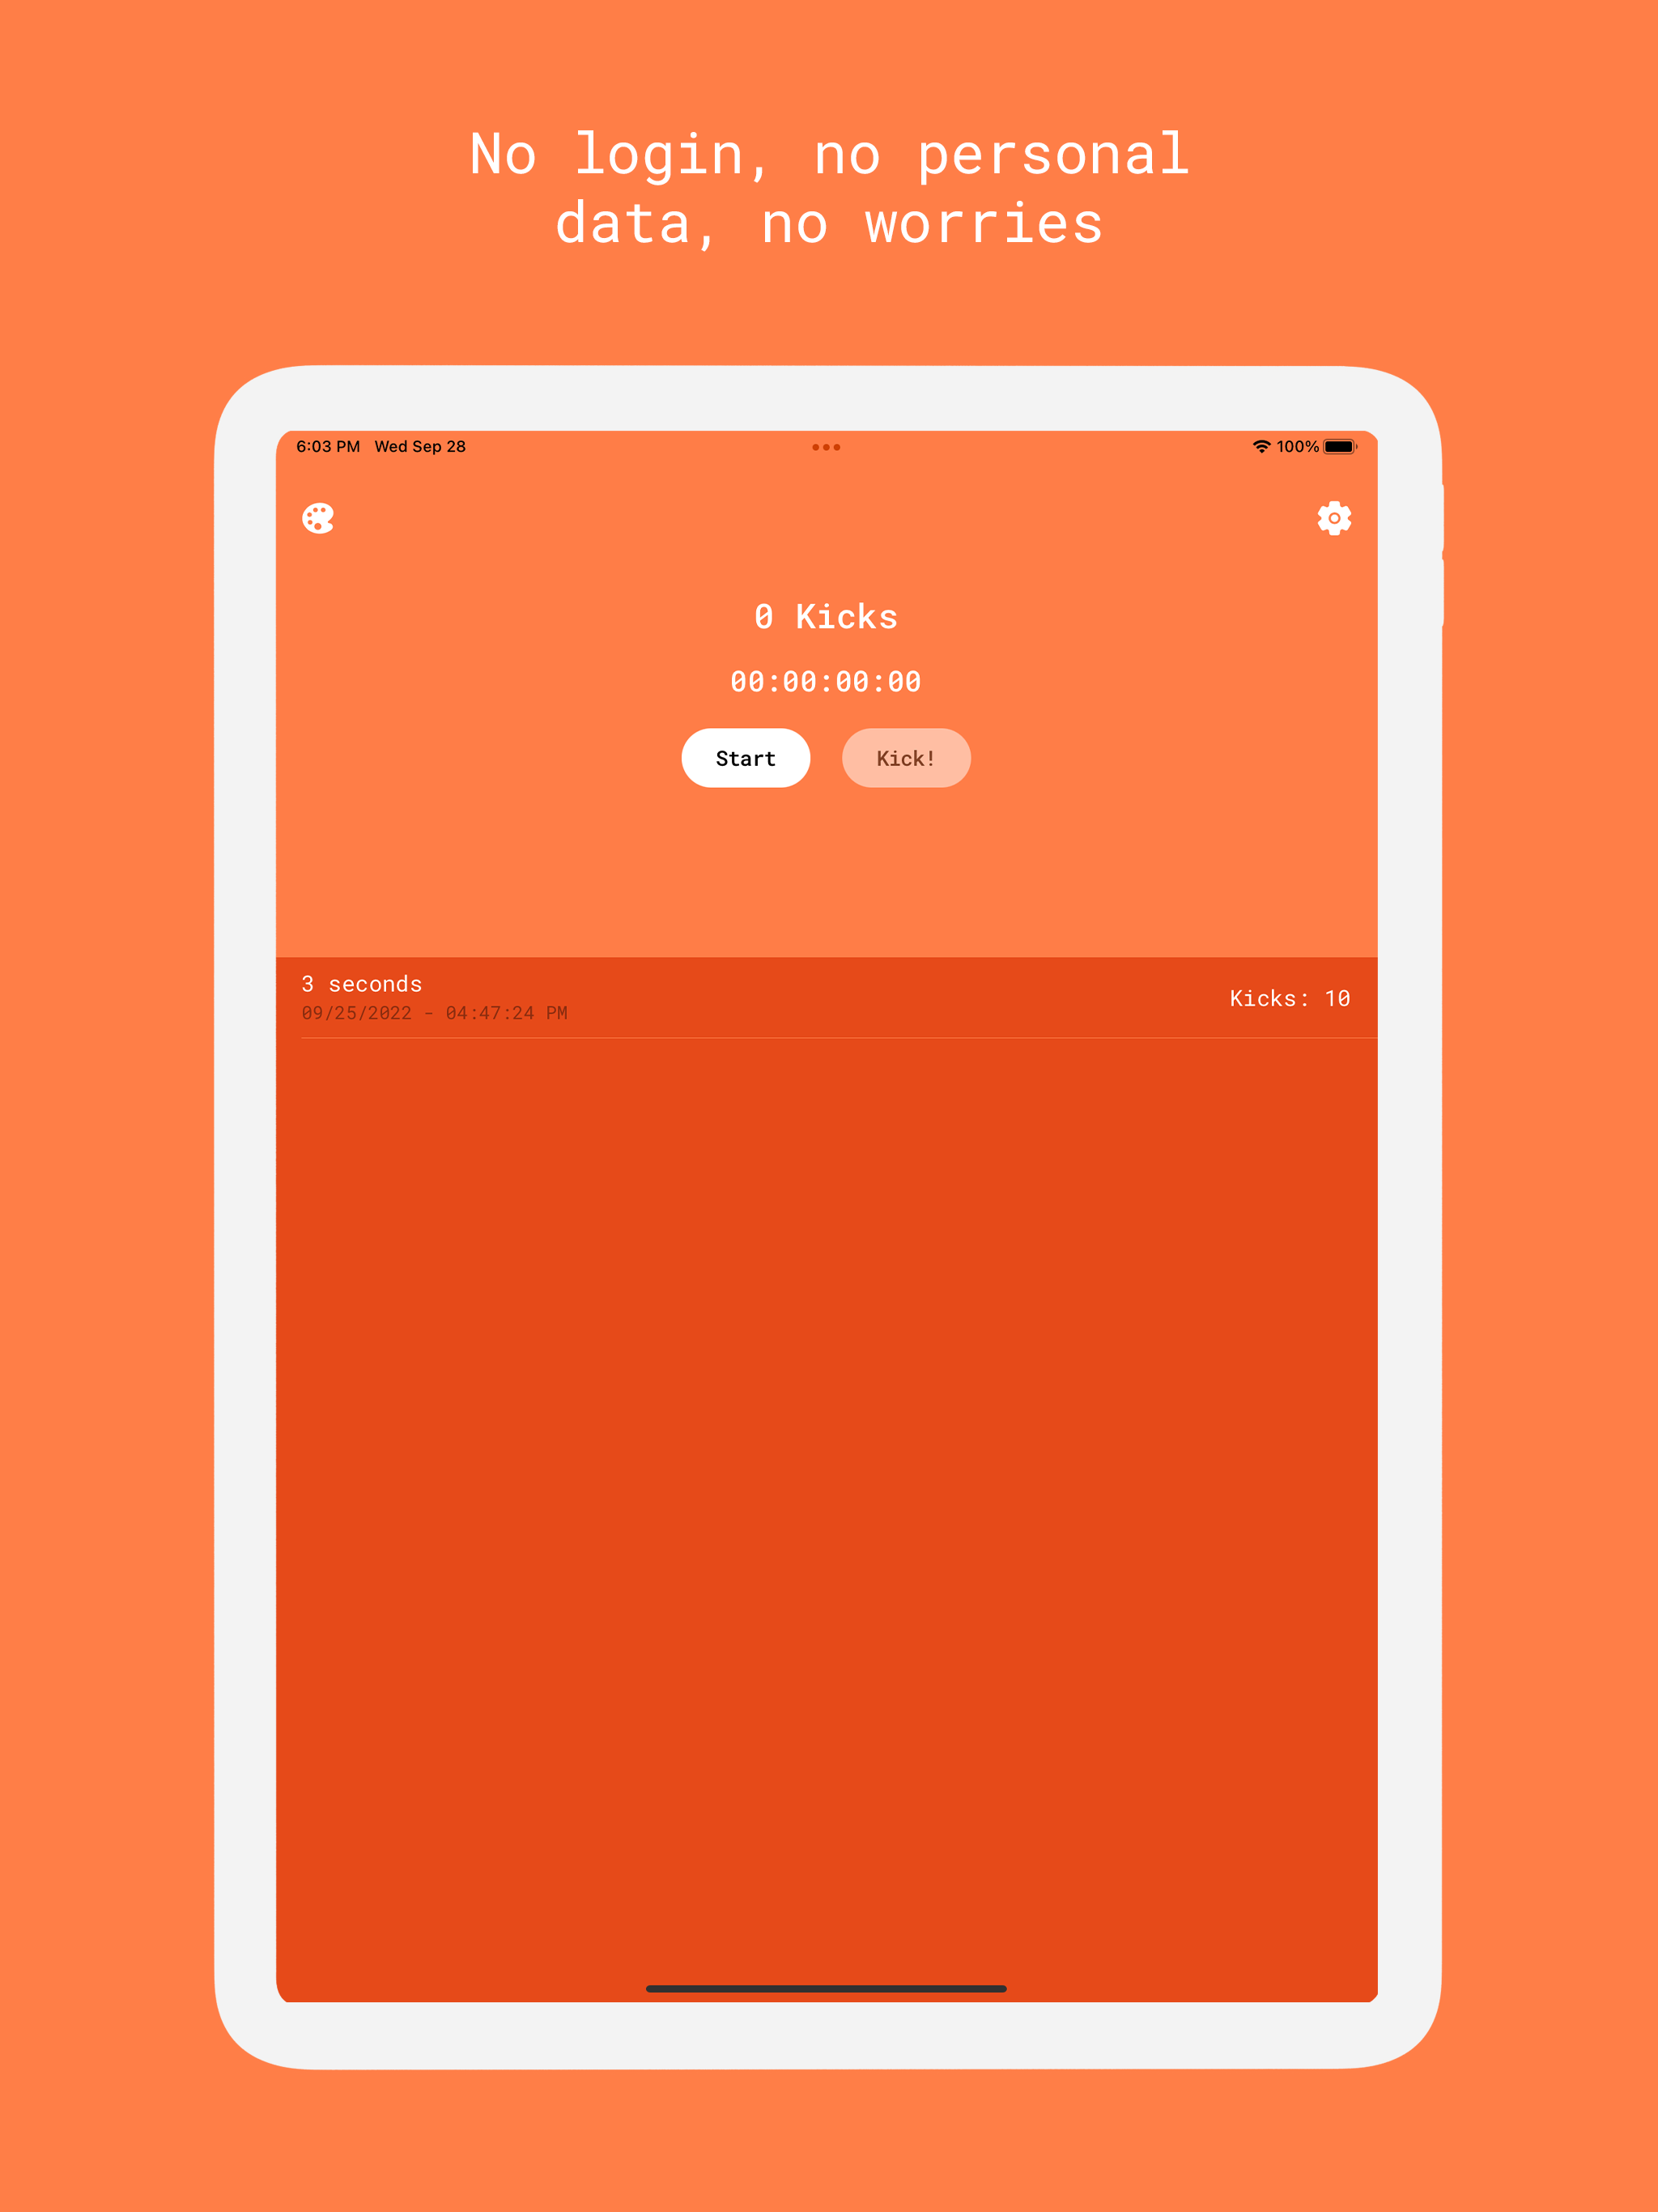 No login, no personal
data, no worries
6:03 PM Wed Sep 28
100%
0 Kicks
00:00:00:00
Start
Kick!
3 seconds
09/25/2022 - 04:47:24 PM
Kicks: 10